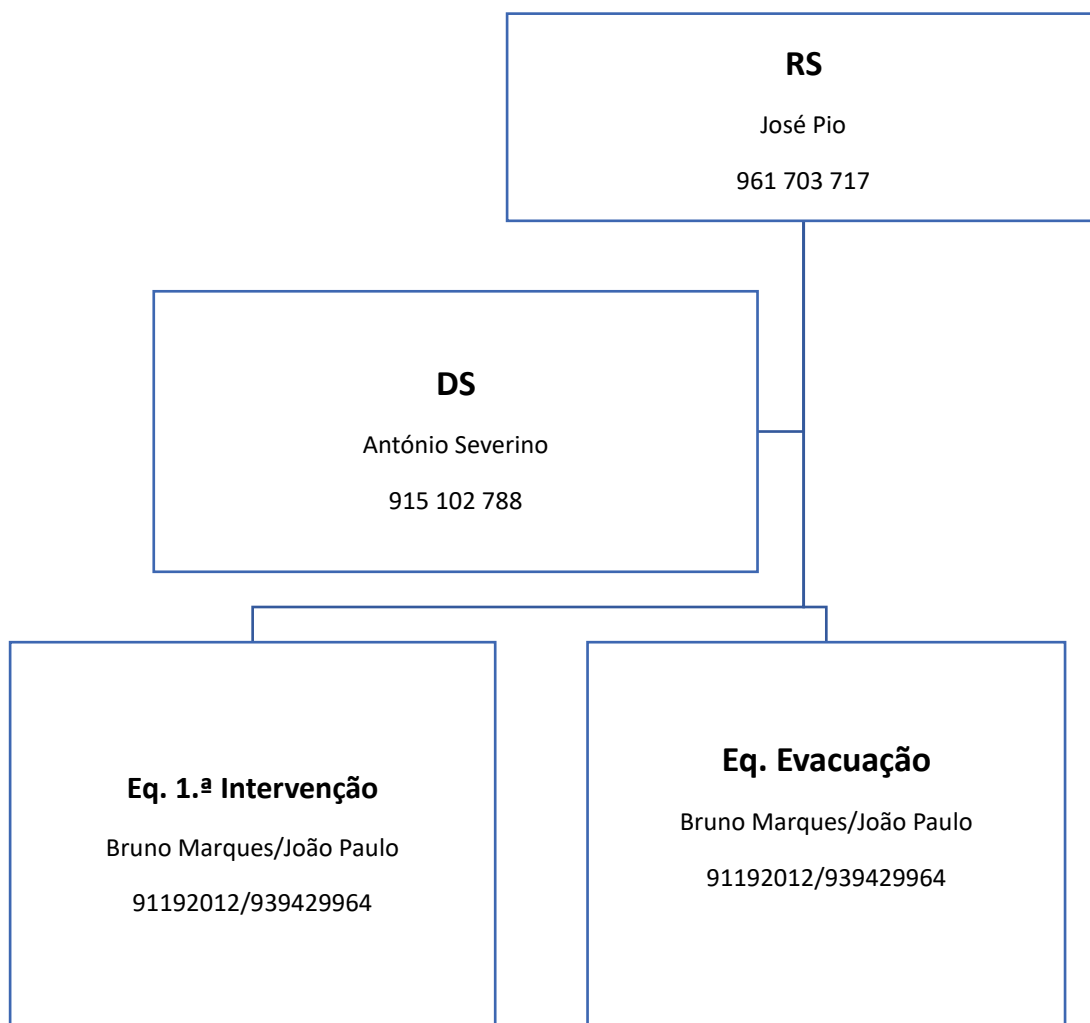 RS
José Pio
961 703 717
DS
António Severino
915 102 788
Eq. 1.ª Intervenção
Bruno Marques/João Paulo
91192012/939429964
Eq. Evacuação
Bruno Marques/João Paulo
91192012/939429964